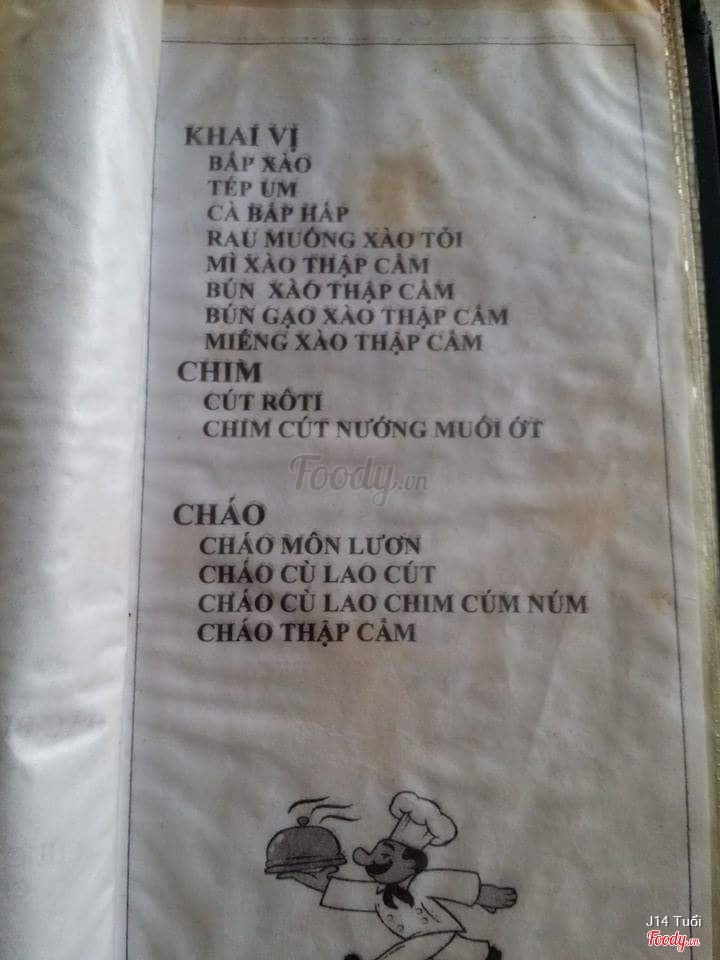 KHAI VỊ
BẮP XÀO
TÉP UM
CÀ BẮP HẤP
RAU MUỐNG XÀO TỎI
MÌ XÀO THẬP CẨM
BÚN XÀO THẬP CẨM
BÚN GẠO XÀO THẬP CẨM
MIẾNG XÀO THẬP CẨM
CHIM
CÚT RÔTI
CHIM CÚT NƯỚNG MUỐI ỚT
Foody.vn
CHÁO
CHÁO MÔN LƯƠN
CHÁO CÙ LAO CÚT
CHÁO CÙ LAO CHIM CÚM NÚM
CHÁO THẬP CẨM
J14 Tuổi
Foody.vn